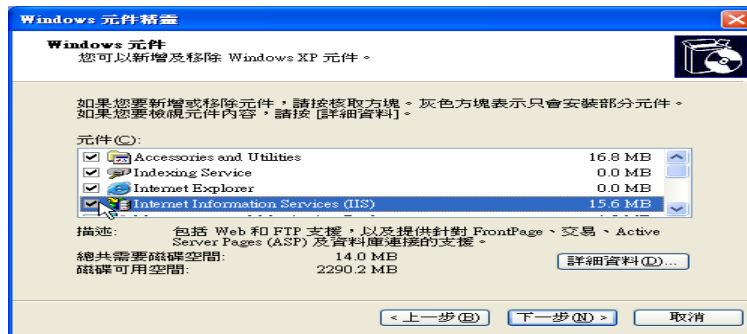 Windows 元件精靈
Windows 元件
您可以新增及移除 Windows XP 元件。
如果您要新增或移除元件，請按核取方塊。灰色方塊表示只會安裝部分元件。
如果您要檢視元件內容，請按 [詳細資料]。
元件(C):
Accessories and Utilities 16.8 MB
Indexing Service 0.0 MB
Internet Explorer 0.0 MB
Internet Information Services (IIS) 15.6 MB
描述: 包括 Web 和 FTP 支援，以及提供針對 FrontPage、交易、Active
Server Pages (ASP) 及資料庫連接的支援。
總共需要磁碟空間: 14.0 MB
磁碟可用空間: 2290.2 MB
詳細資料(D)...
<上一步(B) 下一步(N)> 取消